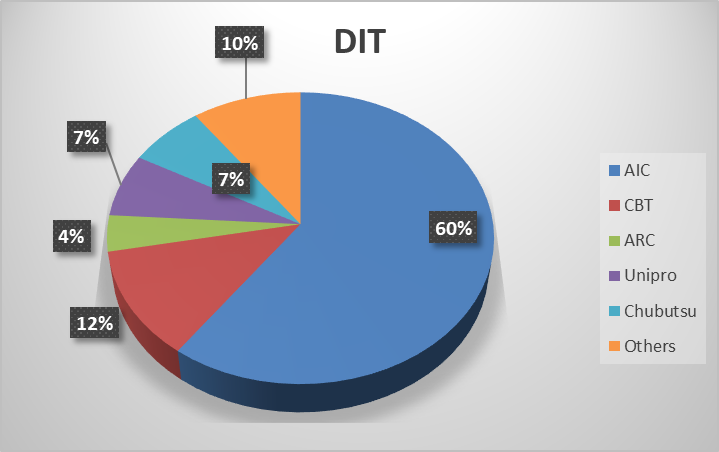 DIT
10%
7%
7%
4%
60%
12%
AIC
CBT
ARC
Unipro
Chubutsu
Others